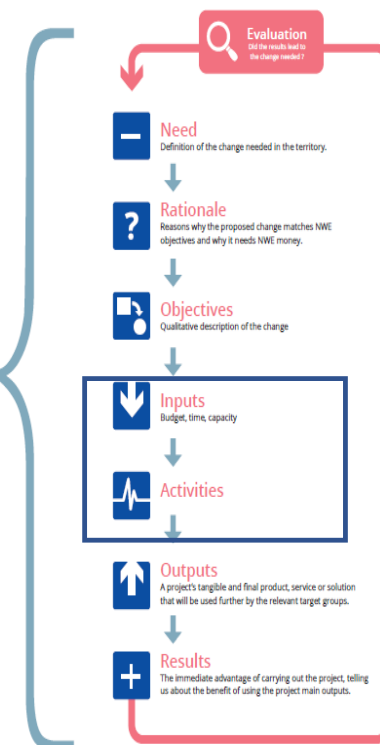 Evaluation
Did the results lead to
the change needed ?
Need
Definition of the change needed in the territory.
?
Rationale
Reasons why the proposed change matches NWE
objectives and why it needs NWE money.
Objectives
Qualitative description of the change
Inputs
Budget, time, capacity
Activities
Outputs
A project's tangible and final product, service or solution
that will be used further by the relevant target groups.
Results
The immediate advantage of carrying out the project, telling
us about the benefit of using the project main outputs.